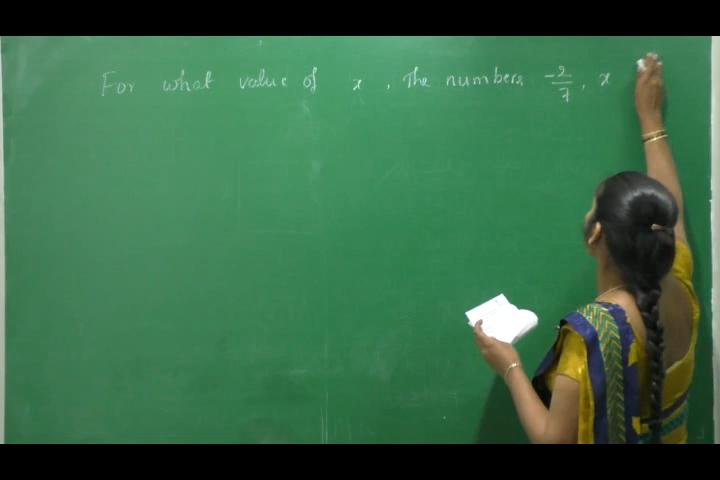 For what value of x, The numbers -2/7, x